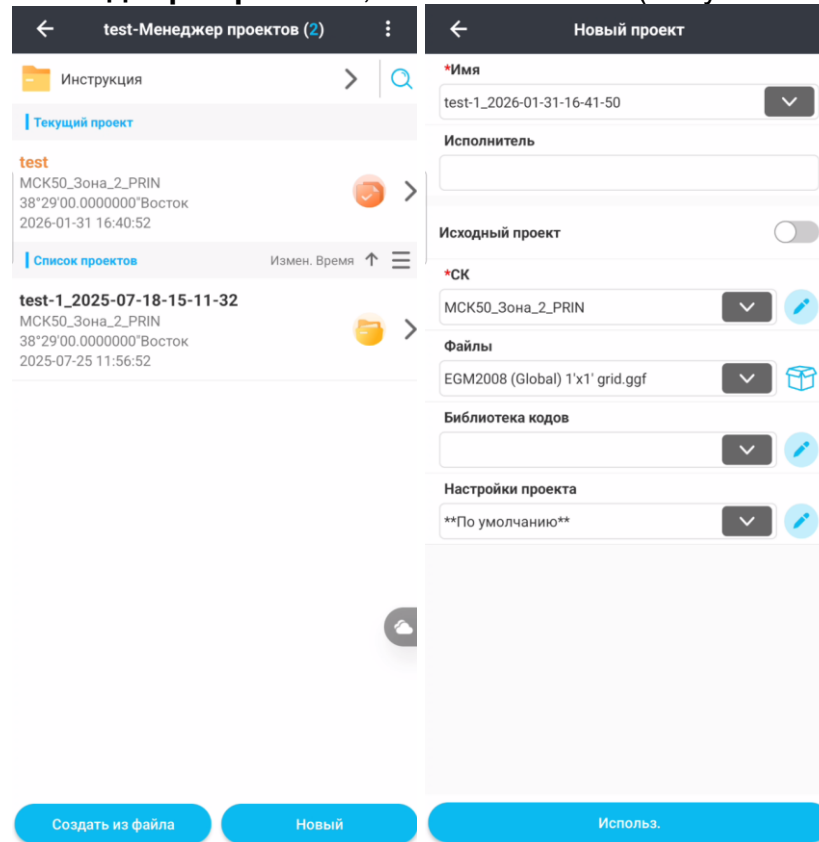 test-Менеджер проектов (2)
Инструкция
Текущий проект
test
МСК50_Зона_2_PRIN
38°29'00.0000000"Восток
2026-01-31 16:40:52
Список проектов
Измен. Время
test-1_2025-07-18-15-11-32
МСК50_Зона_2_PRIN
38°29'00.0000000"Восток
2025-07-25 11:56:52
Создать из файла
Новый
Новый проект
*Имя
test-1_2026-01-31-16-41-50
Исполнитель
Исходный проект
*СК
МСК50_Зона_2_PRIN
Файлы
EGM2008 (Global) 1'x1' grid.ggf
Библиотека кодов
Настройки проекта
**По умолчанию**
Использ.